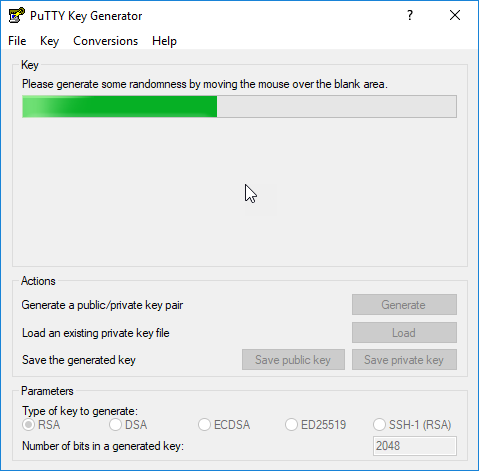 PuTTY Key Generator
?
File Key Conversions Help
Key
Please generate some randomness by moving the mouse over the blank area.
Actions
Generate a public/private key pair
Generate
Load an existing private key file
Load
Save the generated key
Save public key
Save private key
Parameters
Type of key to generate:
RSA DSA ECDSA ED25519 SSH-1 (RSA)
Number of bits in a generated key:
2048